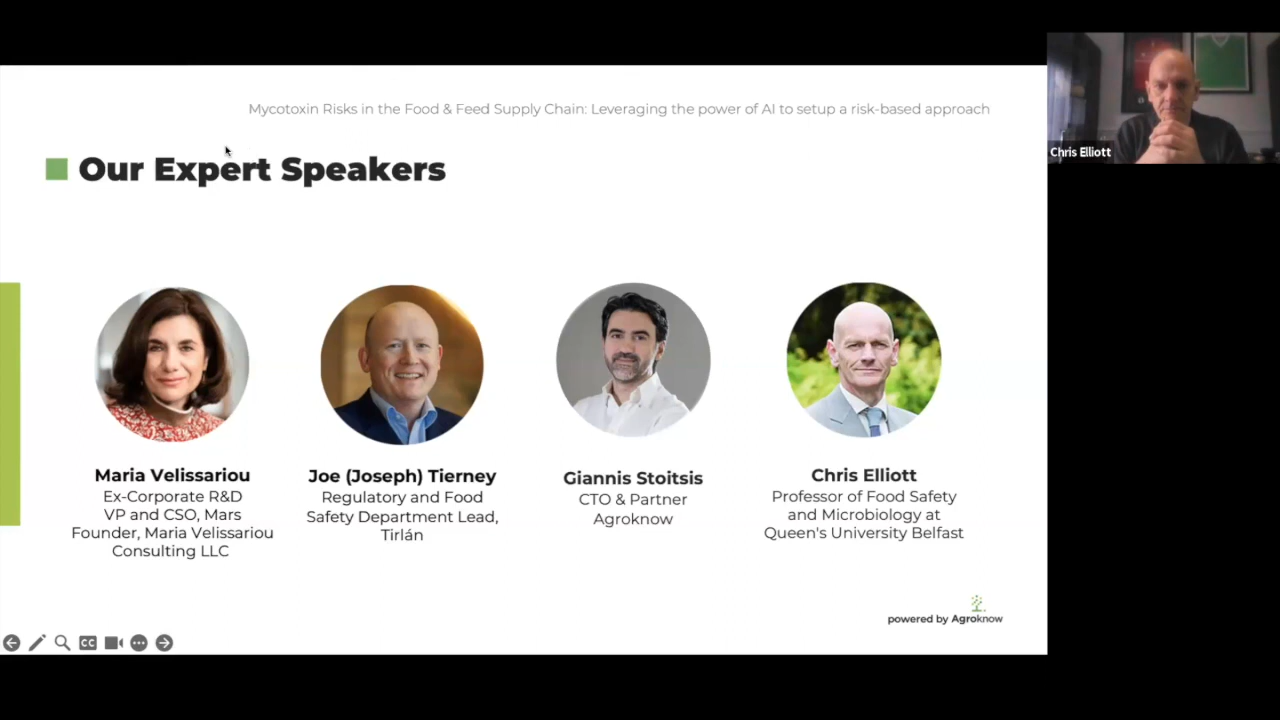 Mycotoxin Risks in the Food & Feed Supply Chain: Leveraging the power of AI to setup a risk-based approach
Our Expert Speakers
Chris Elliott
Maria Velissariou
Ex-Corporate R&D
VP and CSO, Mars
Founder, Maria Velissariou
Consulting LLC
Joe (Joseph) Tierney
Regulatory and Food
Safety Department Lead,
Tirlán
Giannis Stoitsis
CTO & Partner
Agroknow
Chris Elliott
Professor of Food Safety
and Microbiology at
Queen's University Belfast
powered by Agroknow
CC